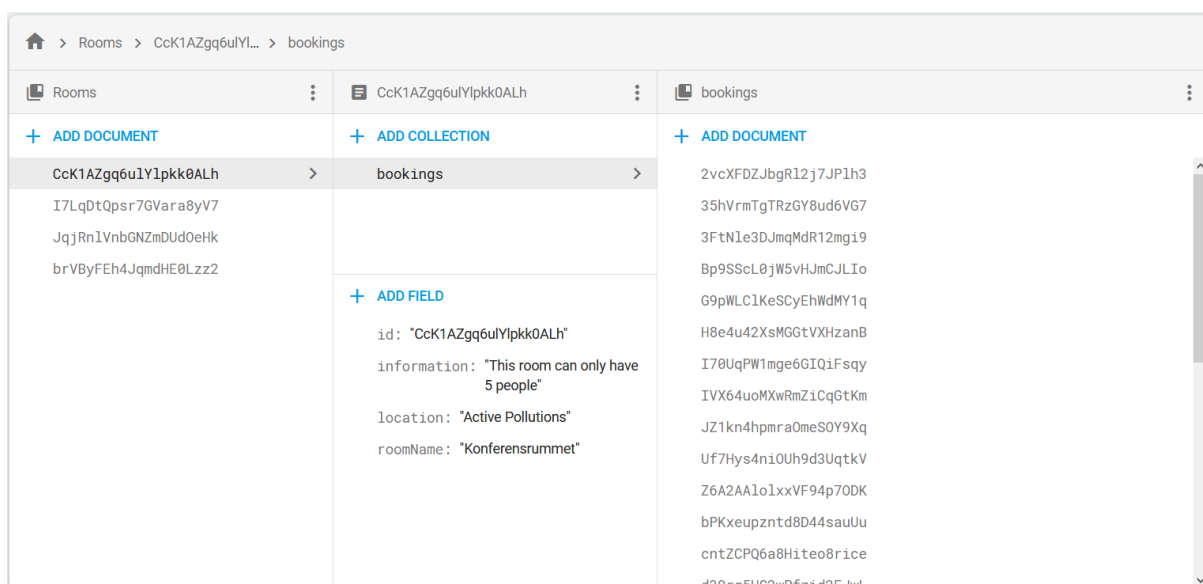 Rooms > CcK1AZgq6ulYl... > bookings
Rooms
CcK1AZgq6ulYlpkk0ALh
bookings
+ ADD DOCUMENT
CcK1AZgq6ulYlpkk0ALh
I7LqDtQpsr7GVara8yV7
JqjRnlVnbGNZmDUdOeHk
brVByFEh4JqmdHE0Lzz2
+ ADD COLLECTION
bookings
+ ADD FIELD
id: "CcK1AZgq6ulYlpkk0ALh"
information: "This room can only have
5 people"
location: "Active Pollutions"
roomName: "Konferensrummet"
+ ADD DOCUMENT
2vcXFDZJbgRl2j7JPlh3
35hVrmTgTRzGY8ud6VG7
3FtNle3DJmqMdR12mgi9
Bp9SScL0jW5vHJmCJLIo
G9pWLClKeSCyEhWdMY1q
H8e4u42XsMGGtVXHzanB
I70UqPW1mge6GIQiFsqy
IVX64uoMXwRmZiCqGtKm
JZ1kn4hpmraOmeSOY9Xq
Uf7Hys4niOUh9d3UqtkV
Z6A2AAlolxxVF94p7ODK
bPKxeupzntd8D44sauUu
cntZCPQ6a8Hiteo8rice